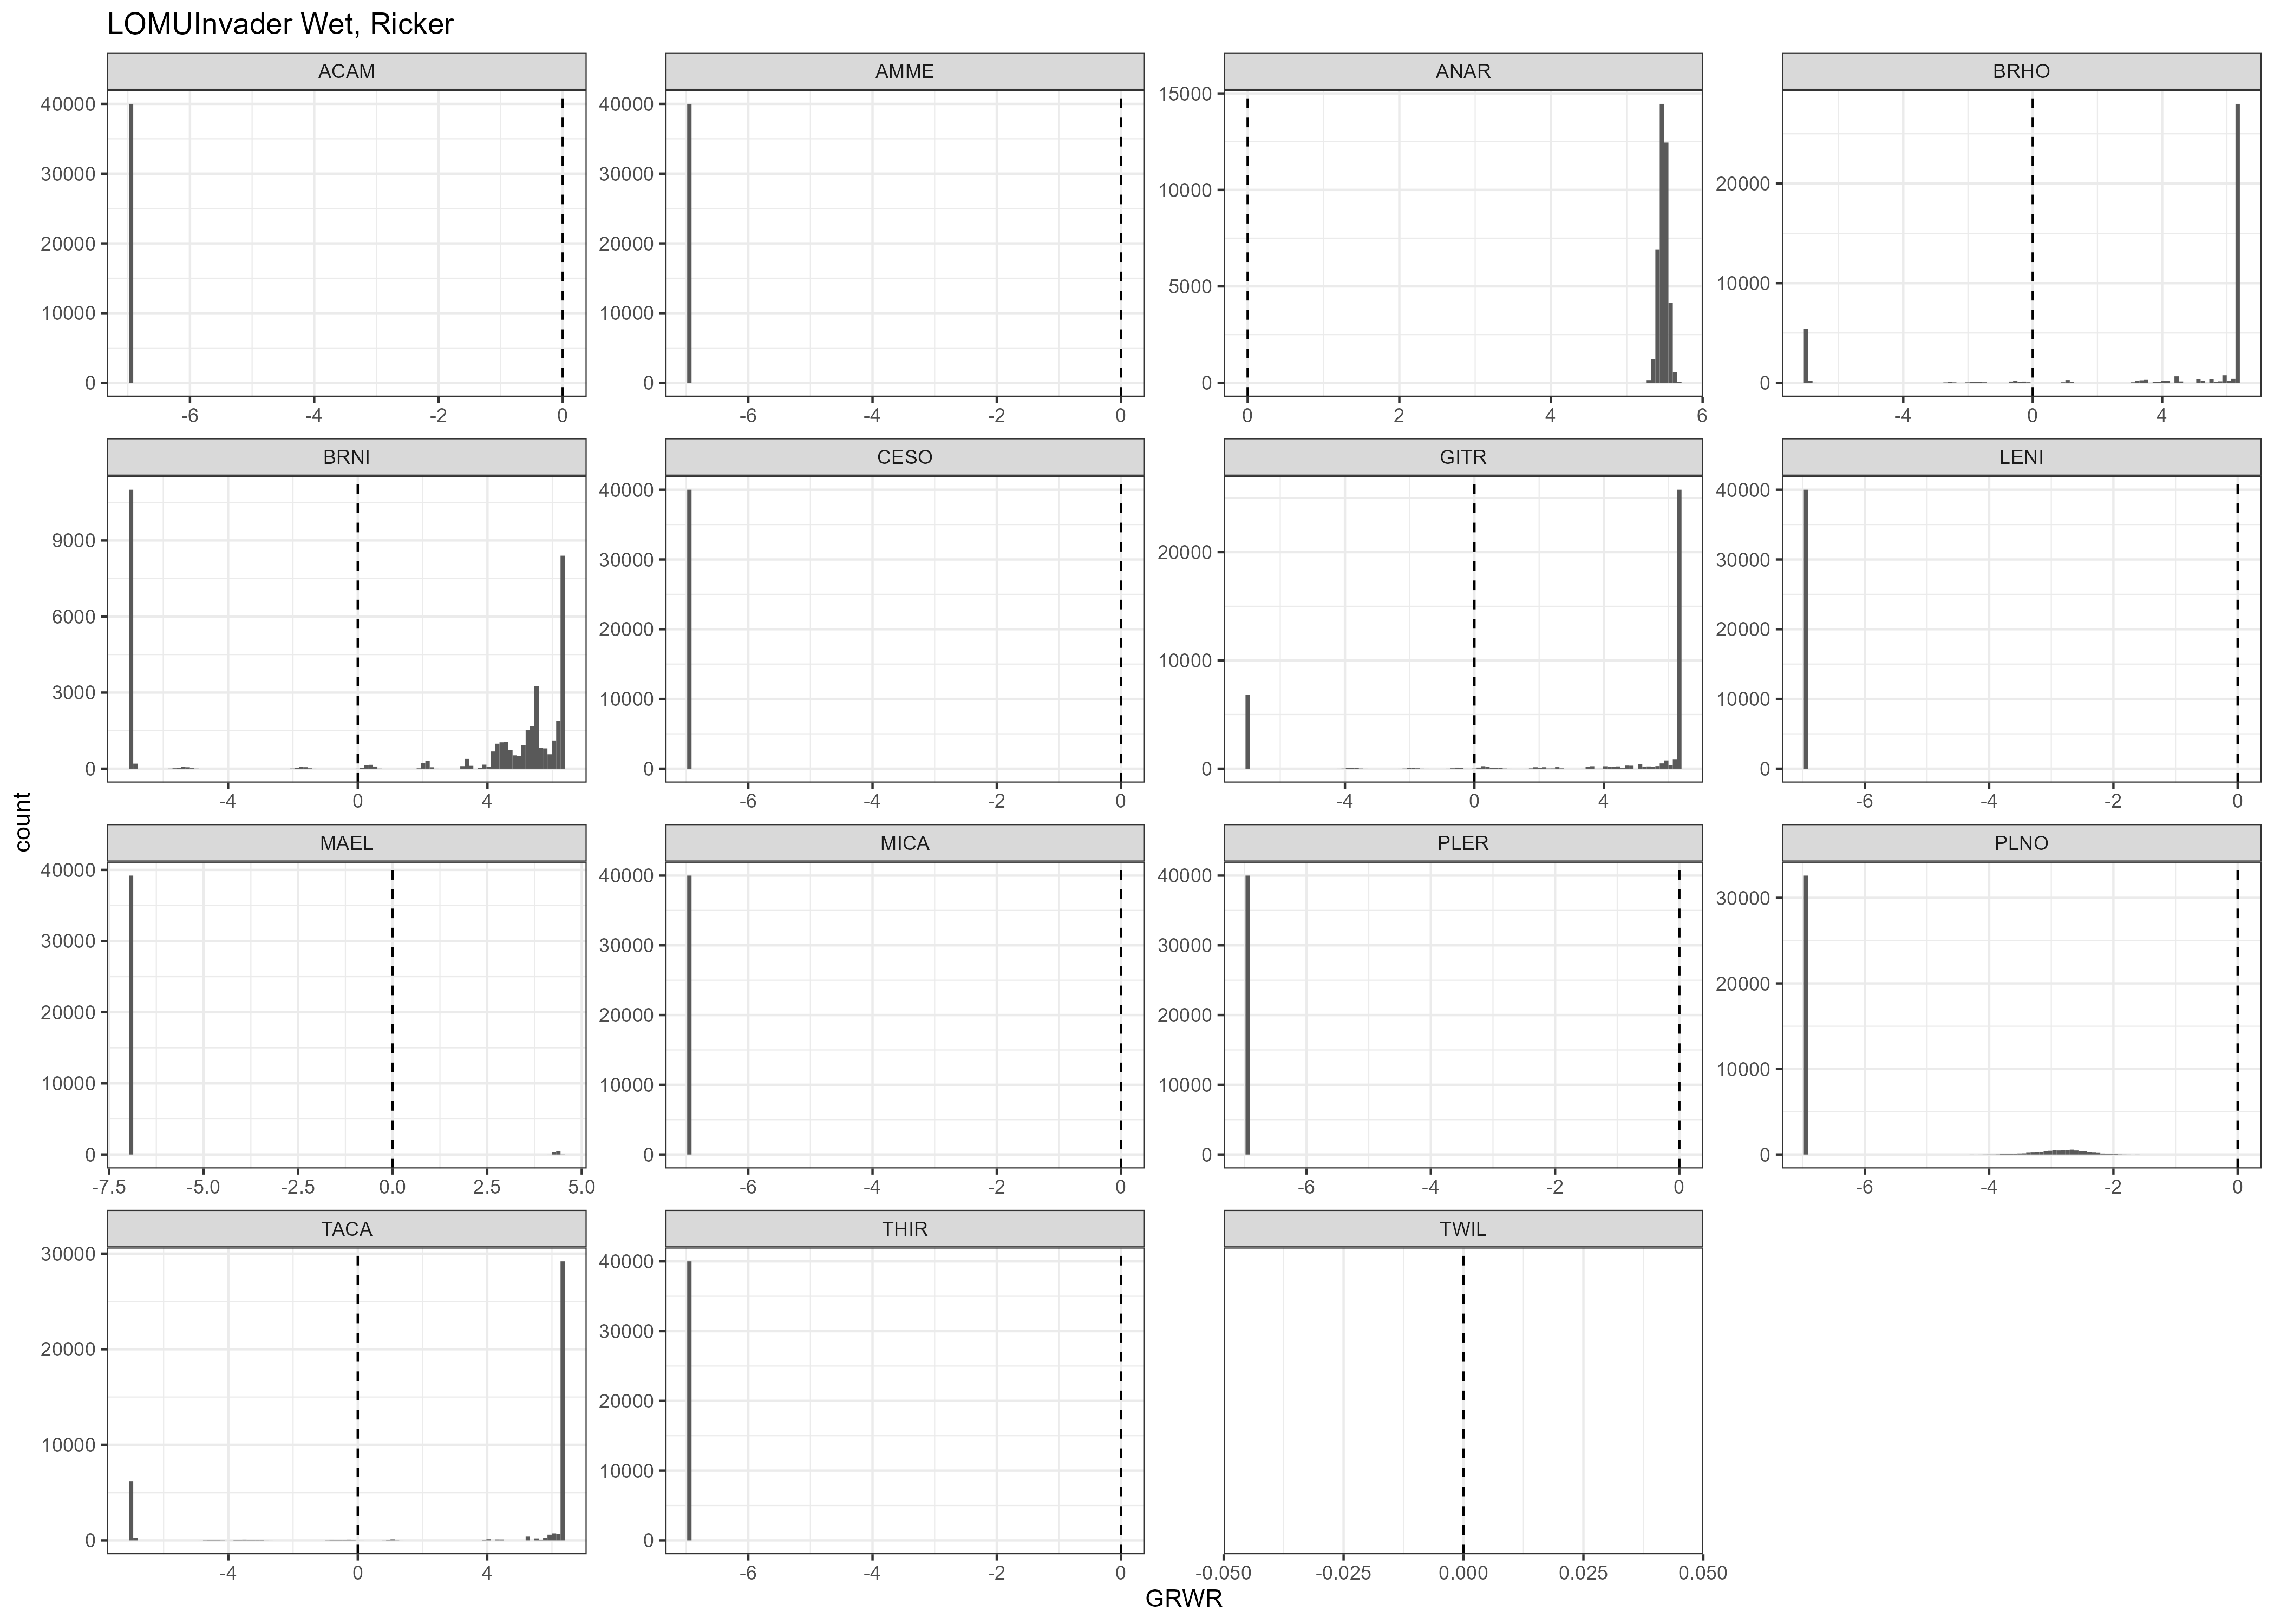 LOMUInvader Wet, Ricker
ACAM AMME ANAR BRHO
40000 30000 20000 10000 0
40000 30000 20000 10000 0
15000 10000 5000 0
20000 10000 0
-6 -4 -2 0
-6 -4 -2 0
0 2 4 6
-4 0 4
BRNI CESO GITR LENI
9000 6000 3000 0
40000 30000 20000 10000 0
20000 10000 0
40000 30000 20000 10000 0
-4 0 4
-6 -4 -2 0
-4 0 4
-6 -4 -2 0
count
MAEL MICA PLER PLNO
40000 30000 20000 10000 0
40000 30000 20000 10000 0
40000 30000 20000 10000 0
30000 20000 10000 0
-7.5 -5.0 -2.5 0.0 2.5 5.0
-6 -4 -2 0
-6 -4 -2 0
-6 -4 -2 0
TACA THIR TWIL
30000 20000 10000 0
40000 30000 20000 10000 0
-4 0 4
-6 -4 -2 0
-0.050 -0.025 0.000 0.025 0.050
GRWR